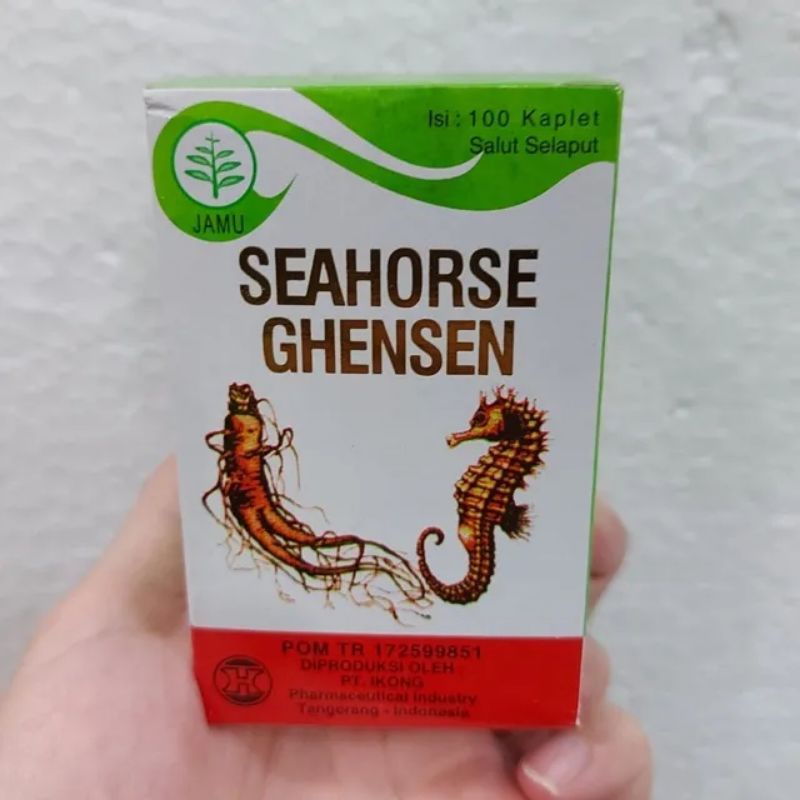 Isi : 100 Kaplet
Salut Selaput
JAMU
SEAHORSE
GHENSEN
POM TR 172599851
DIPRODUKSI OLEH
PT. IKONG
Pharmaceutical Industry
Tangerang - Indonesia